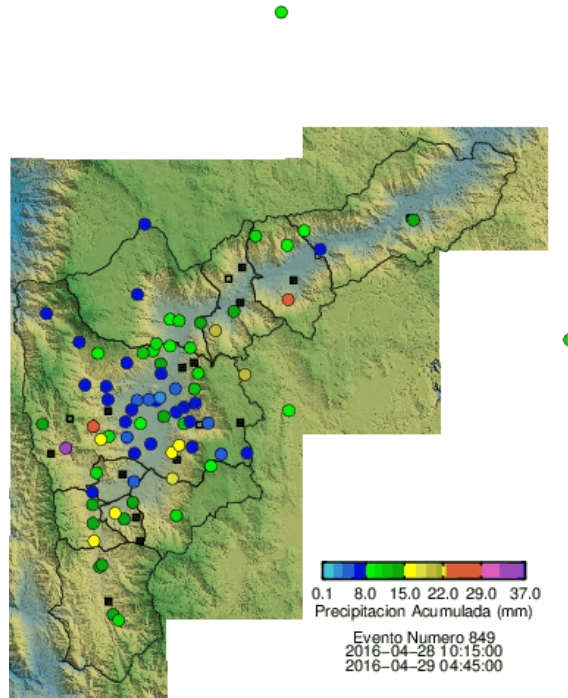 0.1 8.0 15.0 22.0 29.0 37.0
Precipitacion Acumulada (mm)
Evento Numero 849
2016-04-28 10:15:00
2016-04-29 04:45:00